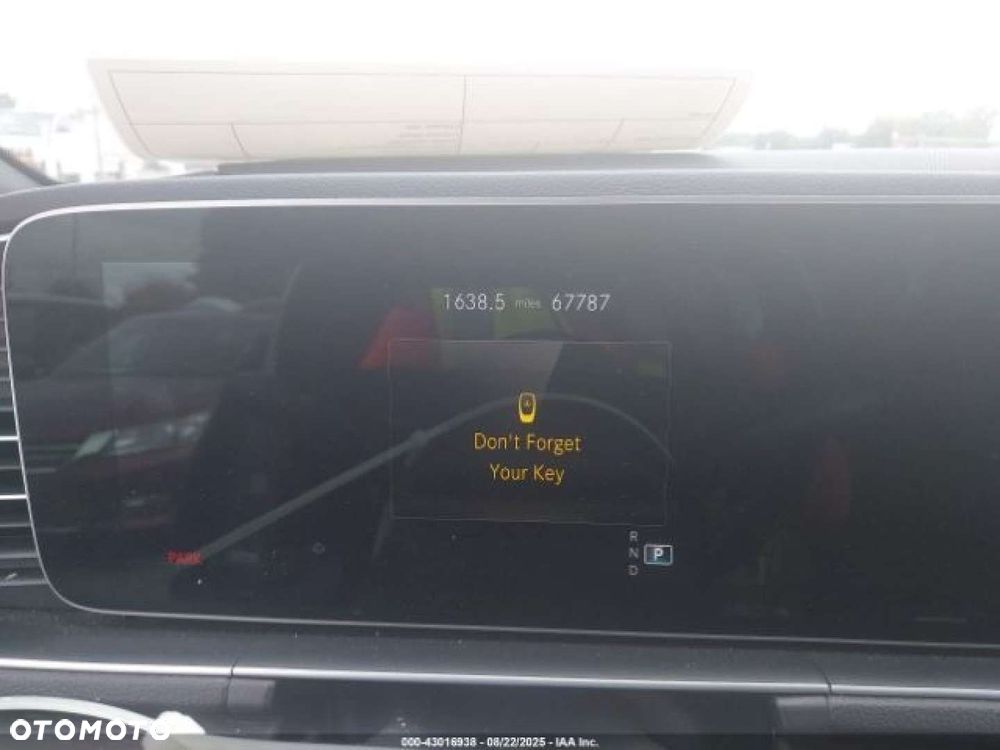 1638.5 miles 67787
Don't Forget
Your Key
R
N P
D
PARK
OTOMOTO
000-43016938 - 08/22/2025 - IAA Inc.